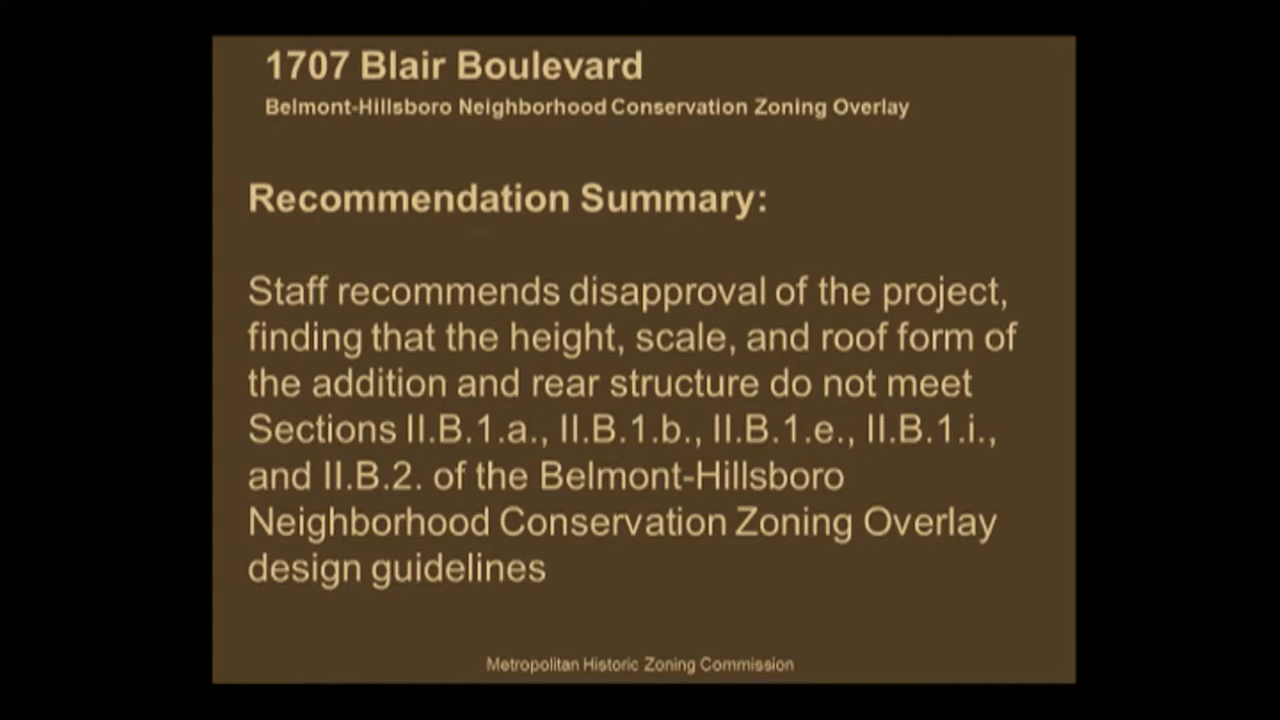 1707 Blair Boulevard
Belmont-Hillsboro Neighborhood Conservation Zoning Overlay
Recommendation Summary:
Staff recommends disapproval of the project,
finding that the height, scale, and roof form of
the addition and rear structure do not meet
Sections II.B.1.a., II.B.1.b., II.B.1.e., II.B.1.i.,
and II.B.2. of the Belmont-Hillsboro
Neighborhood Conservation Zoning Overlay
design guidelines
Metropolitan Historic Zoning Commission